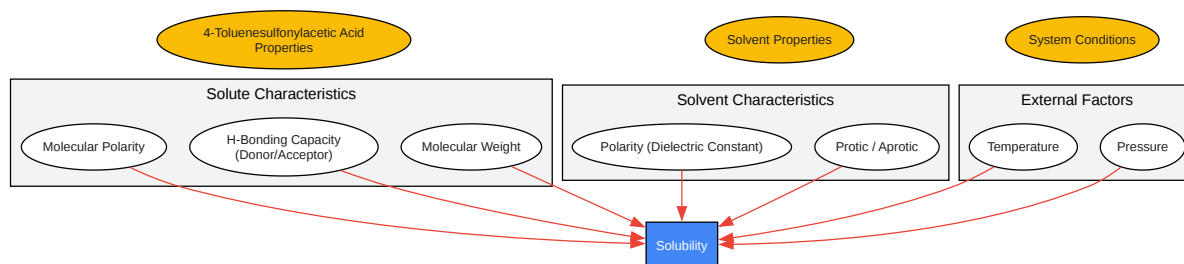 4-Toluenesulfonylacetic Acid
Properties
Solvent Properties
System Conditions
Solute Characteristics
Solvent Characteristics
External Factors
Molecular Polarity
H-Bonding Capacity
(Donor/Acceptor)
Molecular Weight
Polarity (Dielectric Constant)
Protic / Aprotic
Temperature
Pressure
Solubility